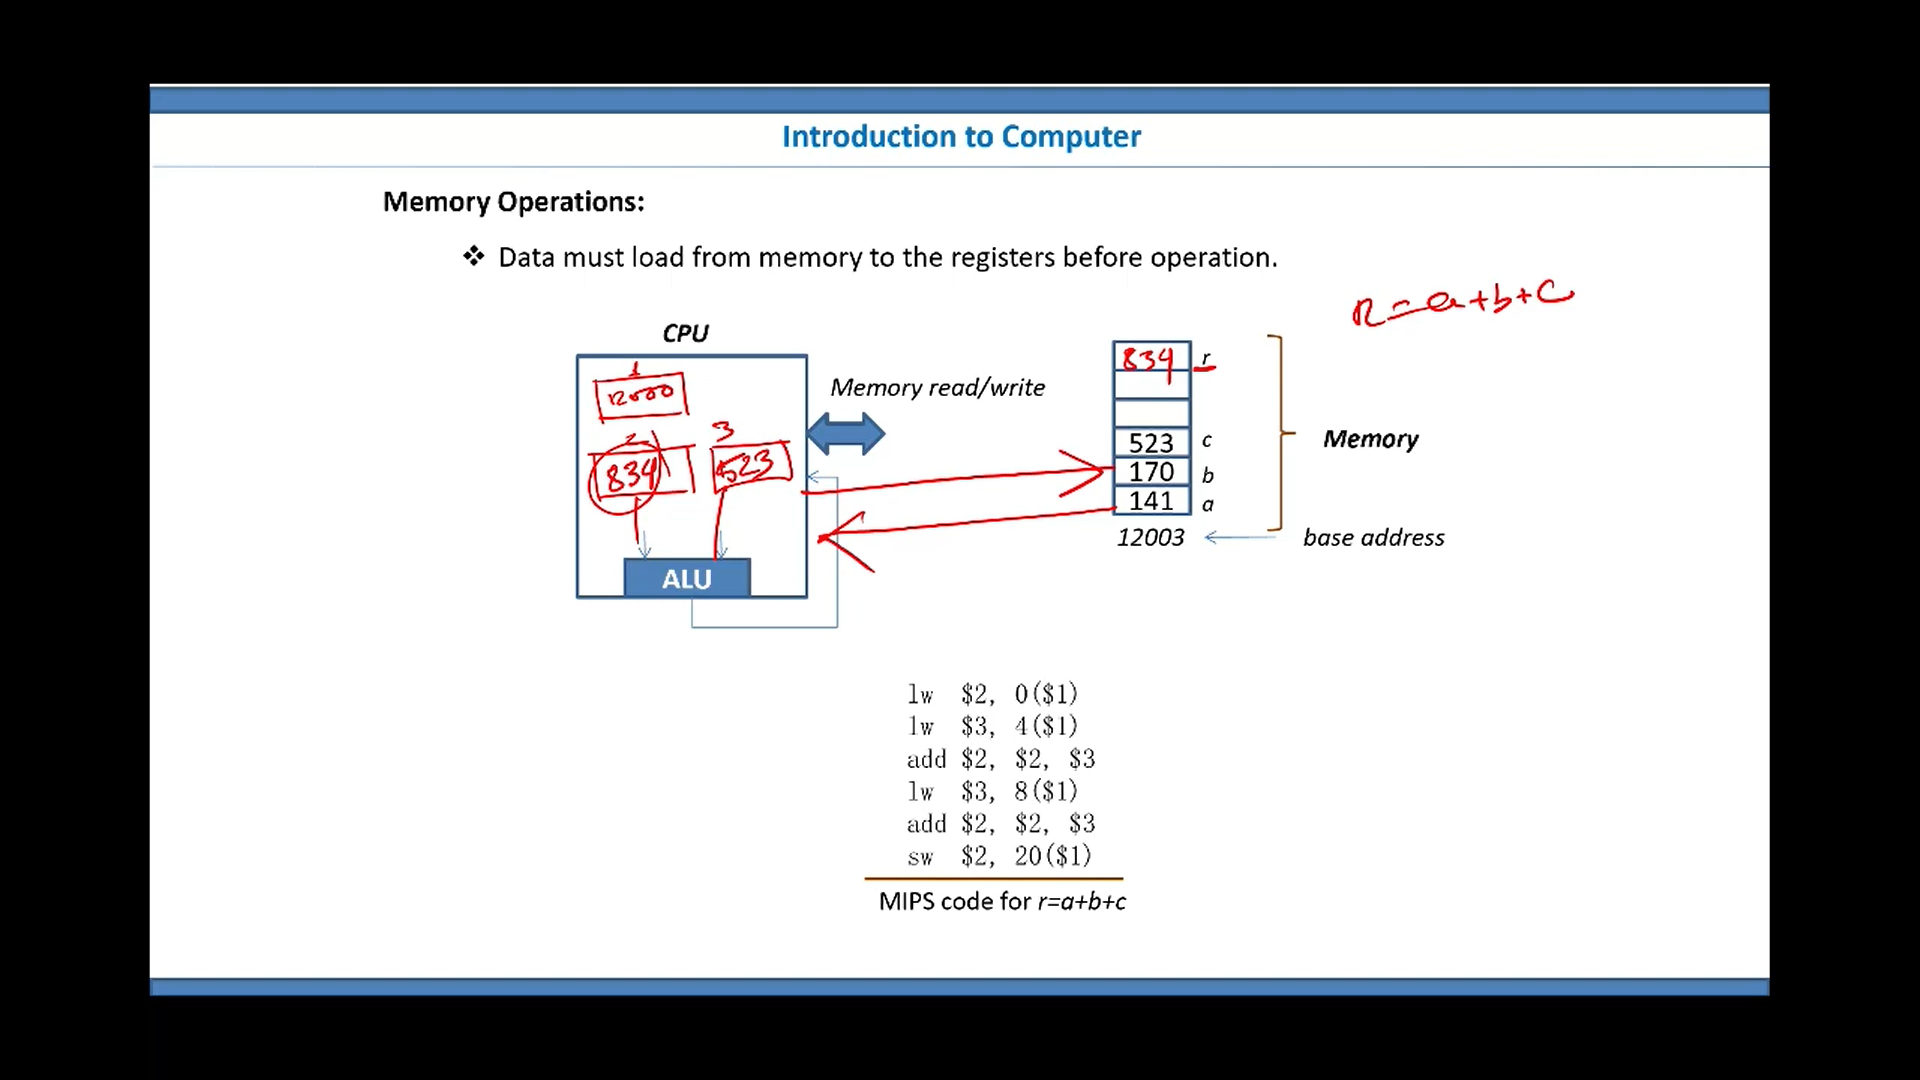 Introduction to Computer
Memory Operations:
❖ Data must load from memory to the registers before operation.
R=a+b+c
CPU
1
12000
2
834
3
523
ALU
Memory read/write
834 r
523 c
170 b
141 a
12003
base address
Memory
lw $2, 0($1)
lw $3, 4($1)
add $2, $2, $3
lw $3, 8($1)
add $2, $2, $3
sw $2, 20($1)
MIPS code for r=a+b+c